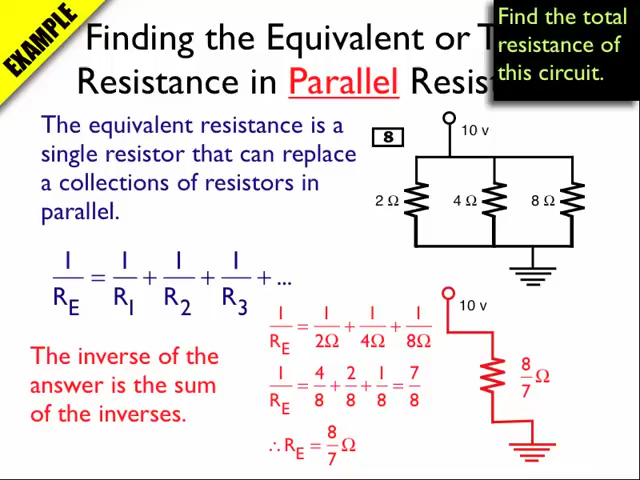 EXAMPLE
Finding the Equivalent or T
Resistance in Parallel Resis
Find the total
resistance of
this circuit.
The equivalent resistance is a
single resistor that can replace
a collections of resistors in
parallel.
8
10 v
2 Ω 4 Ω 8 Ω
1/R_E = 1/R_1 + 1/R_2 + 1/R_3 + ...
The inverse of the
answer is the sum
of the inverses.
1/R_E = 1/2Ω + 1/4Ω + 1/8Ω
1/R_E = 4/8 + 2/8 + 1/8 = 7/8
∴ R_E = 8/7 Ω
10 v
8/7 Ω